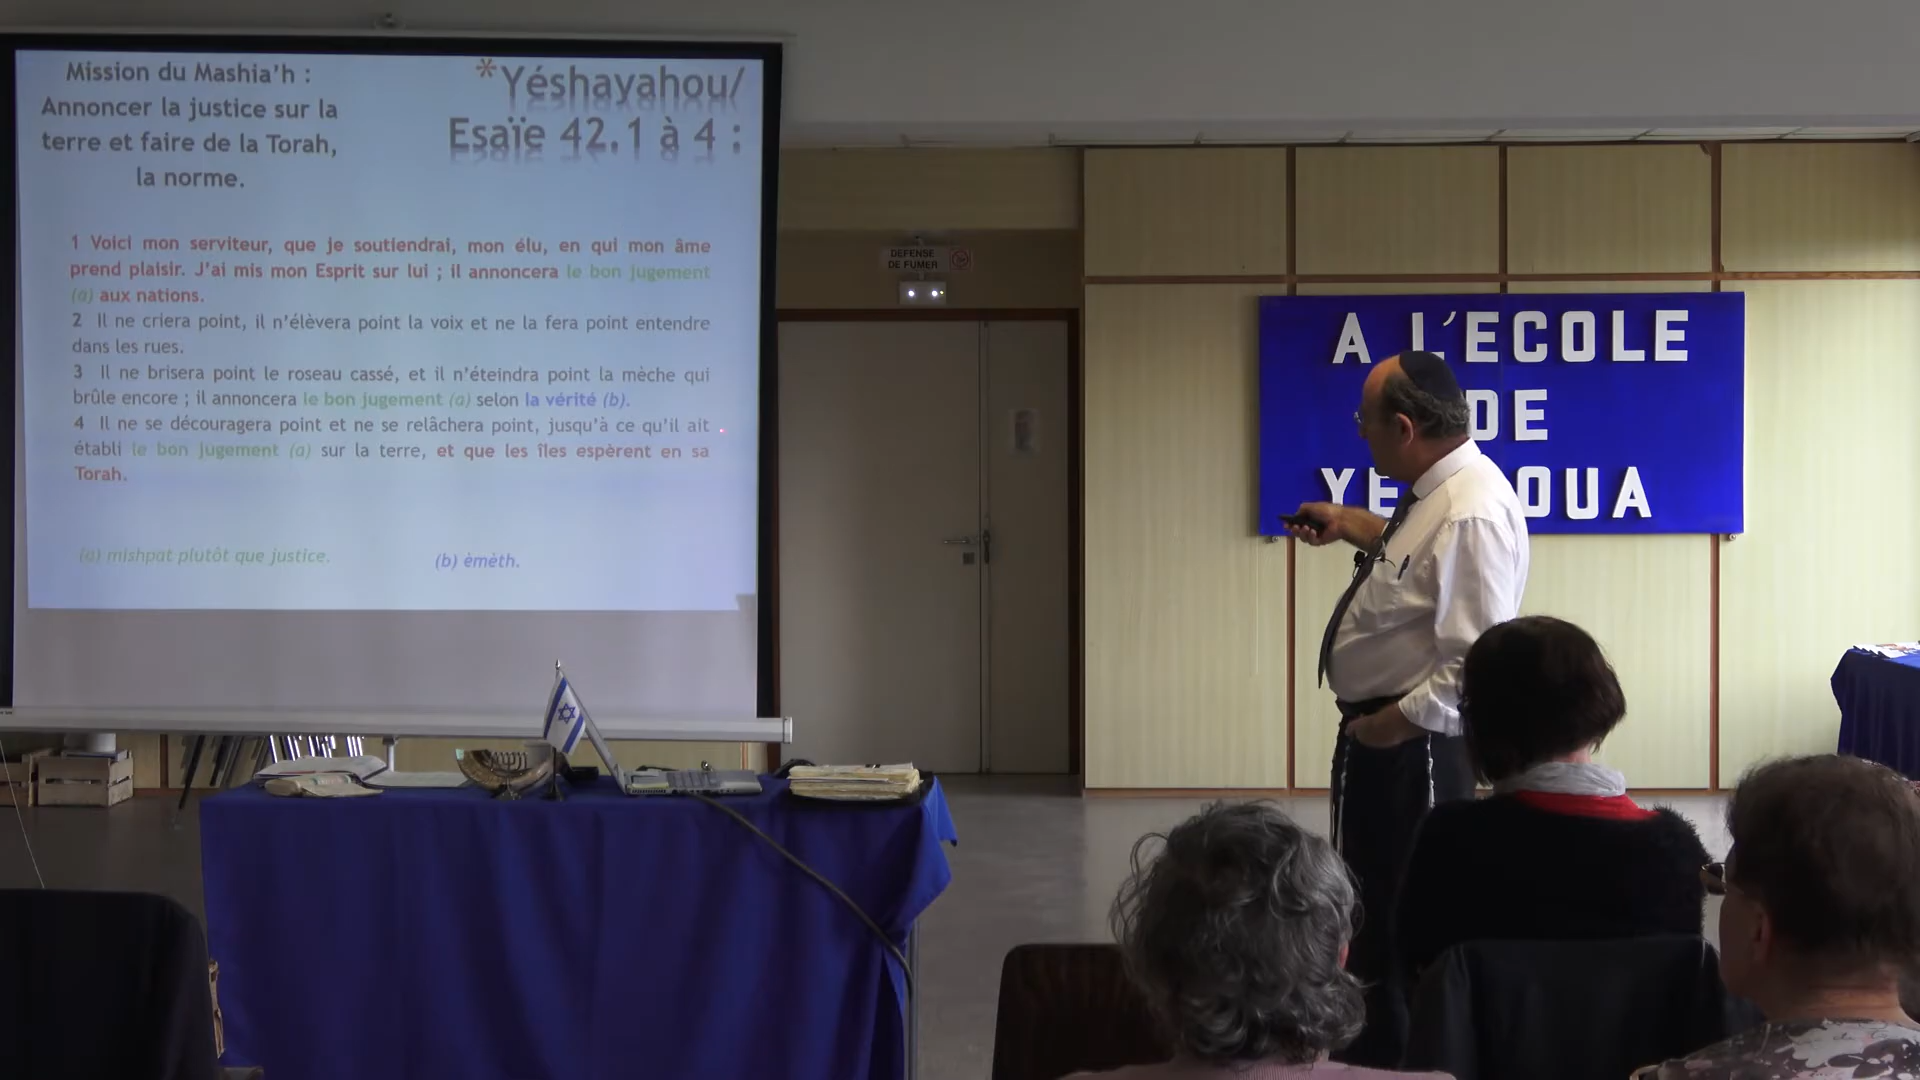 Mission du Mashia’h :
Annoncer la justice sur la
terre et faire de la Torah,
la norme.
*Yéshayahou/
Esaïe 42.1 à 4 :
1 Voici mon serviteur, que je soutiendrai, mon élu, en qui mon âme
prend plaisir. J’ai mis mon Esprit sur lui ; il annoncera le bon jugement
(a) aux nations.
2 Il ne criera point, il n’élèvera point la voix et ne la fera point entendre
dans les rues.
3 Il ne brisera point le roseau cassé, et il n’éteindra point la mèche qui
brûle encore ; il annoncera le bon jugement (a) selon la vérité (b).
4 Il ne se découragera point et ne se relâchera point, jusqu’à ce qu’il ait
établi le bon jugement (a) sur la terre, et que les îles espèrent en sa
Torah.
(a) mishpat plutôt que justice.
(b) èmèth.
DEFENSE
DE FUMER
A L'ECOLE
DE
YE OUA